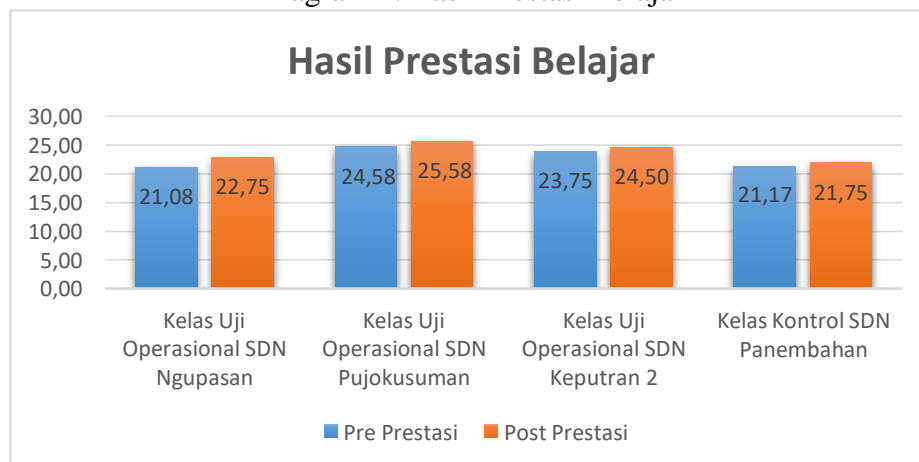 Hasil Prestasi Belajar
30,00
25,00
20,00
15,00
10,00
5,00
0,00
21,08
22,75
24,58
25,58
23,75
24,50
21,17
21,75
Kelas Uji
Operasional SDN
Ngupasan
Kelas Uji
Operasional SDN
Pujokusuman
Kelas Uji
Operasional SDN
Keputran 2
Kelas Kontrol SDN
Panembahan
Pre Prestasi
Post Prestasi